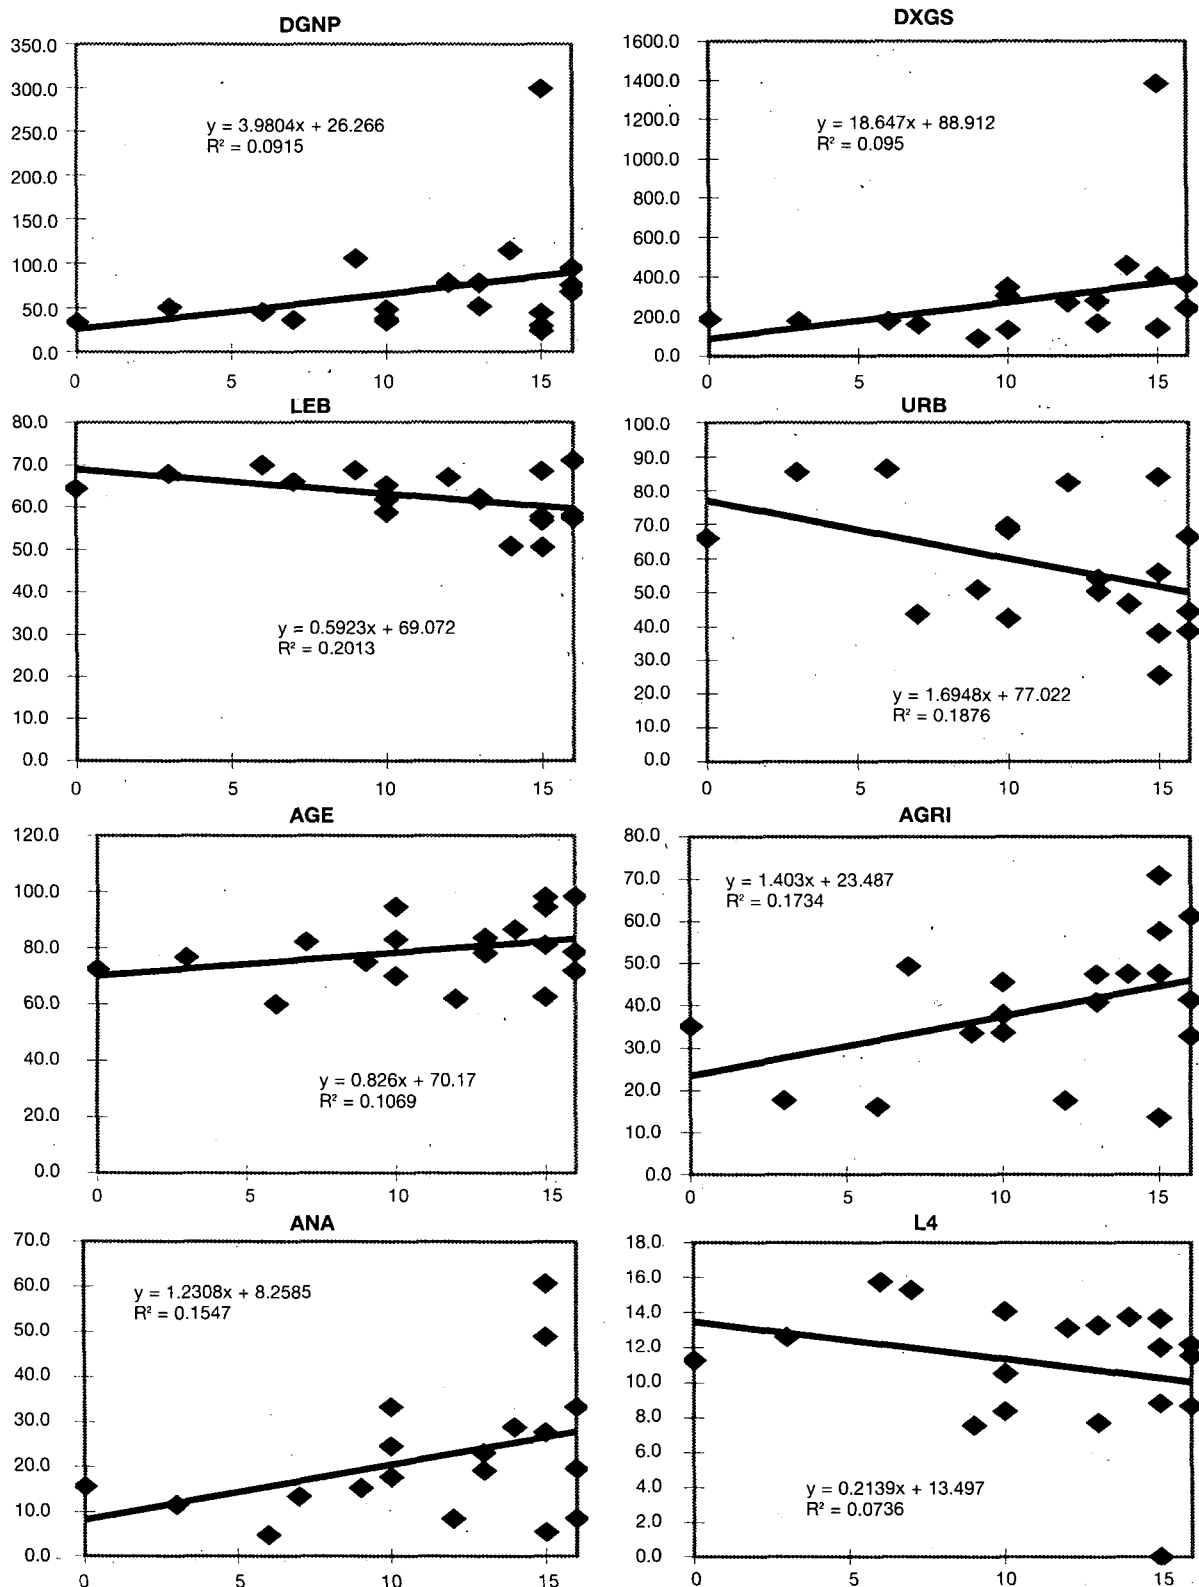 DGNP
350.0
300.0
250.0
200.0
150.0
100.0
50.0
0.0
y = 3.9804x + 26.266
R² = 0.0915
0 5 10 15
DXGS
1600.0
1400.0
1200.0
1000.0
800.0
600.0
400.0
200.0
0.0
y = 18.647x + 88.912
R² = 0.095
0 5 10 15
LEB
80.0
70.0
60.0
50.0
40.0
30.0
20.0
10.0
0.0
y = 0.5923x + 69.072
R² = 0.2013
0 5 10 15
URB
100.0
90.0
80.0
70.0
60.0
50.0
40.0
30.0
20.0
10.0
0.0
y = 1.6948x + 77.022
R² = 0.1876
0 5 10 15
AGE
120.0
100.0
80.0
60.0
40.0
20.0
0.0
y = 0.826x + 70.17
R² = 0.1069
0 5 10 15
AGRI
80.0
70.0
60.0
50.0
40.0
30.0
20.0
10.0
0.0
y = 1.403x + 23.487
R² = 0.1734
0 5 10 15
ANA
70.0
60.0
50.0
40.0
30.0
20.0
10.0
0.0
y = 1.2308x + 8.2585
R² = 0.1547
0 5 10 15
L4
18.0
16.0
14.0
12.0
10.0
8.0
6.0
4.0
2.0
0.0
y = 0.2139x + 13.497
R² = 0.0736
0 5 10 15